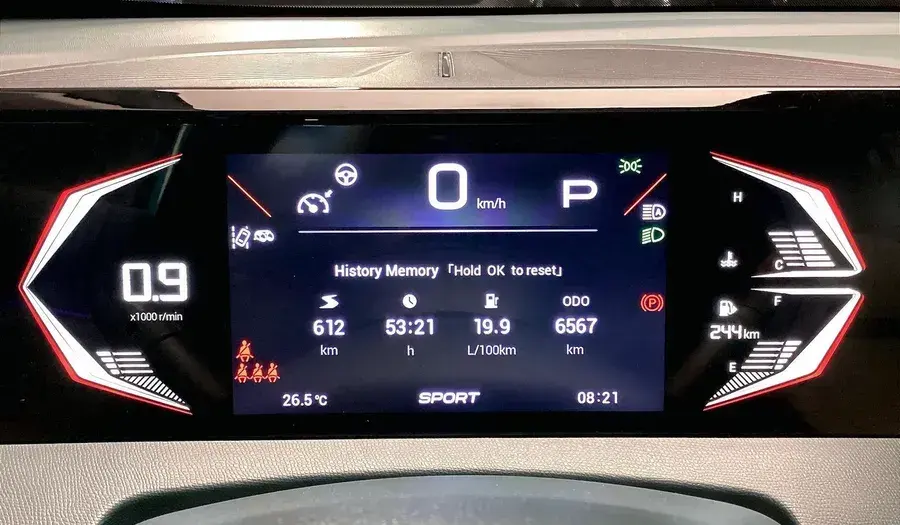 0 km/h P
A
H
History Memory「Hold OK to reset」
C
0.9
x1000 r/min
ODO
F
612 53:21 19.9 6567
(P)
244km
km h L/100km km
E
26.5℃ SPORT 08:21